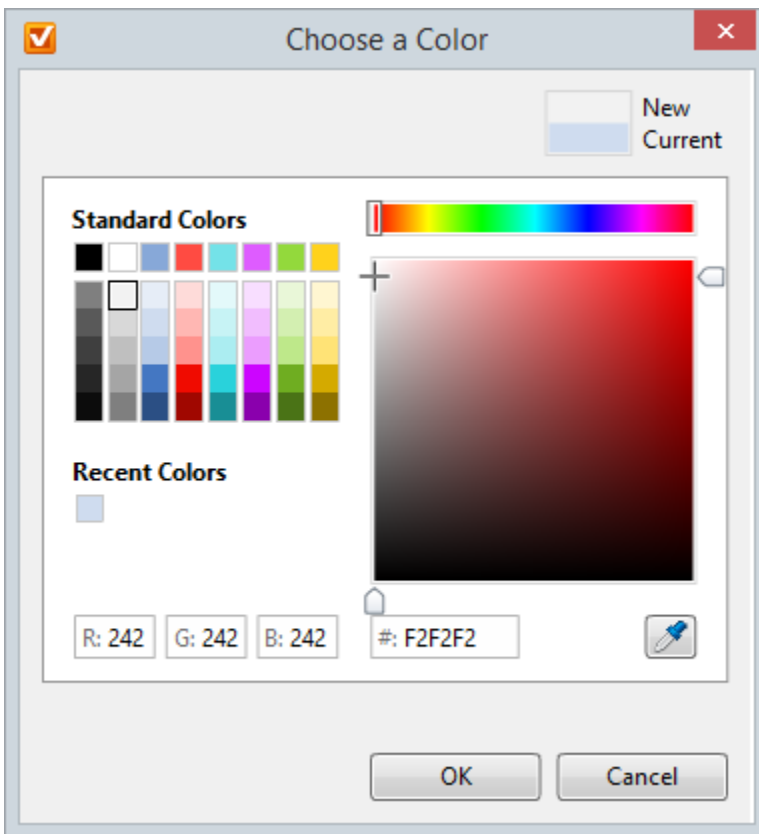 Choose a Color
New
Current
Standard Colors
Recent Colors
R: 242 G: 242 B: 242 #: F2F2F2
OK Cancel